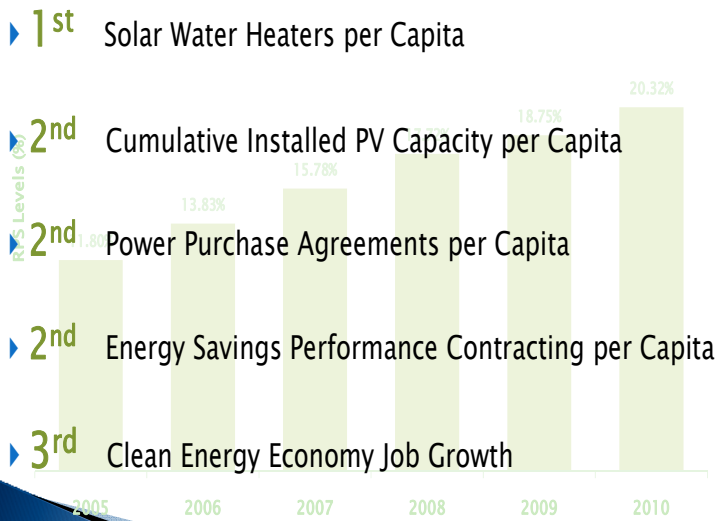 1st Solar Water Heaters per Capita
20.32%
18.75%
2nd Cumulative Installed PV Capacity per Capita
15.78%
RPS Levels (%)
13.83%
2nd Power Purchase Agreements per Capita
2nd Energy Savings Performance Contracting per Capita
3rd Clean Energy Economy Job Growth
2005 2006 2007 2008 2009 2010